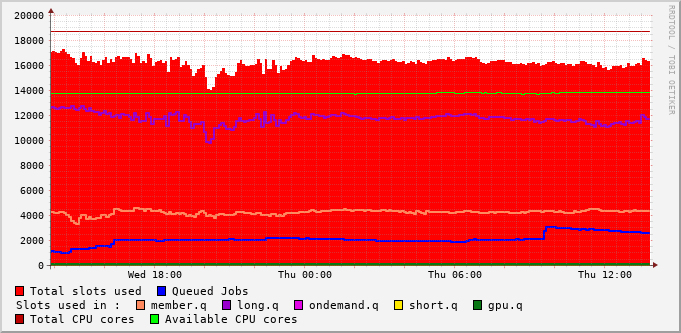 20000
18000
16000
14000
12000
10000
8000
6000
4000
2000
0
Wed 18:00 Thu 00:00 Thu 06:00 Thu 12:00
Total slots used Queued Jobs
Slots used in : member.q long.q ondemand.q short.q gpu.q
Total CPU cores Available CPU cores
RRDTOOL / TOBI OETIKER